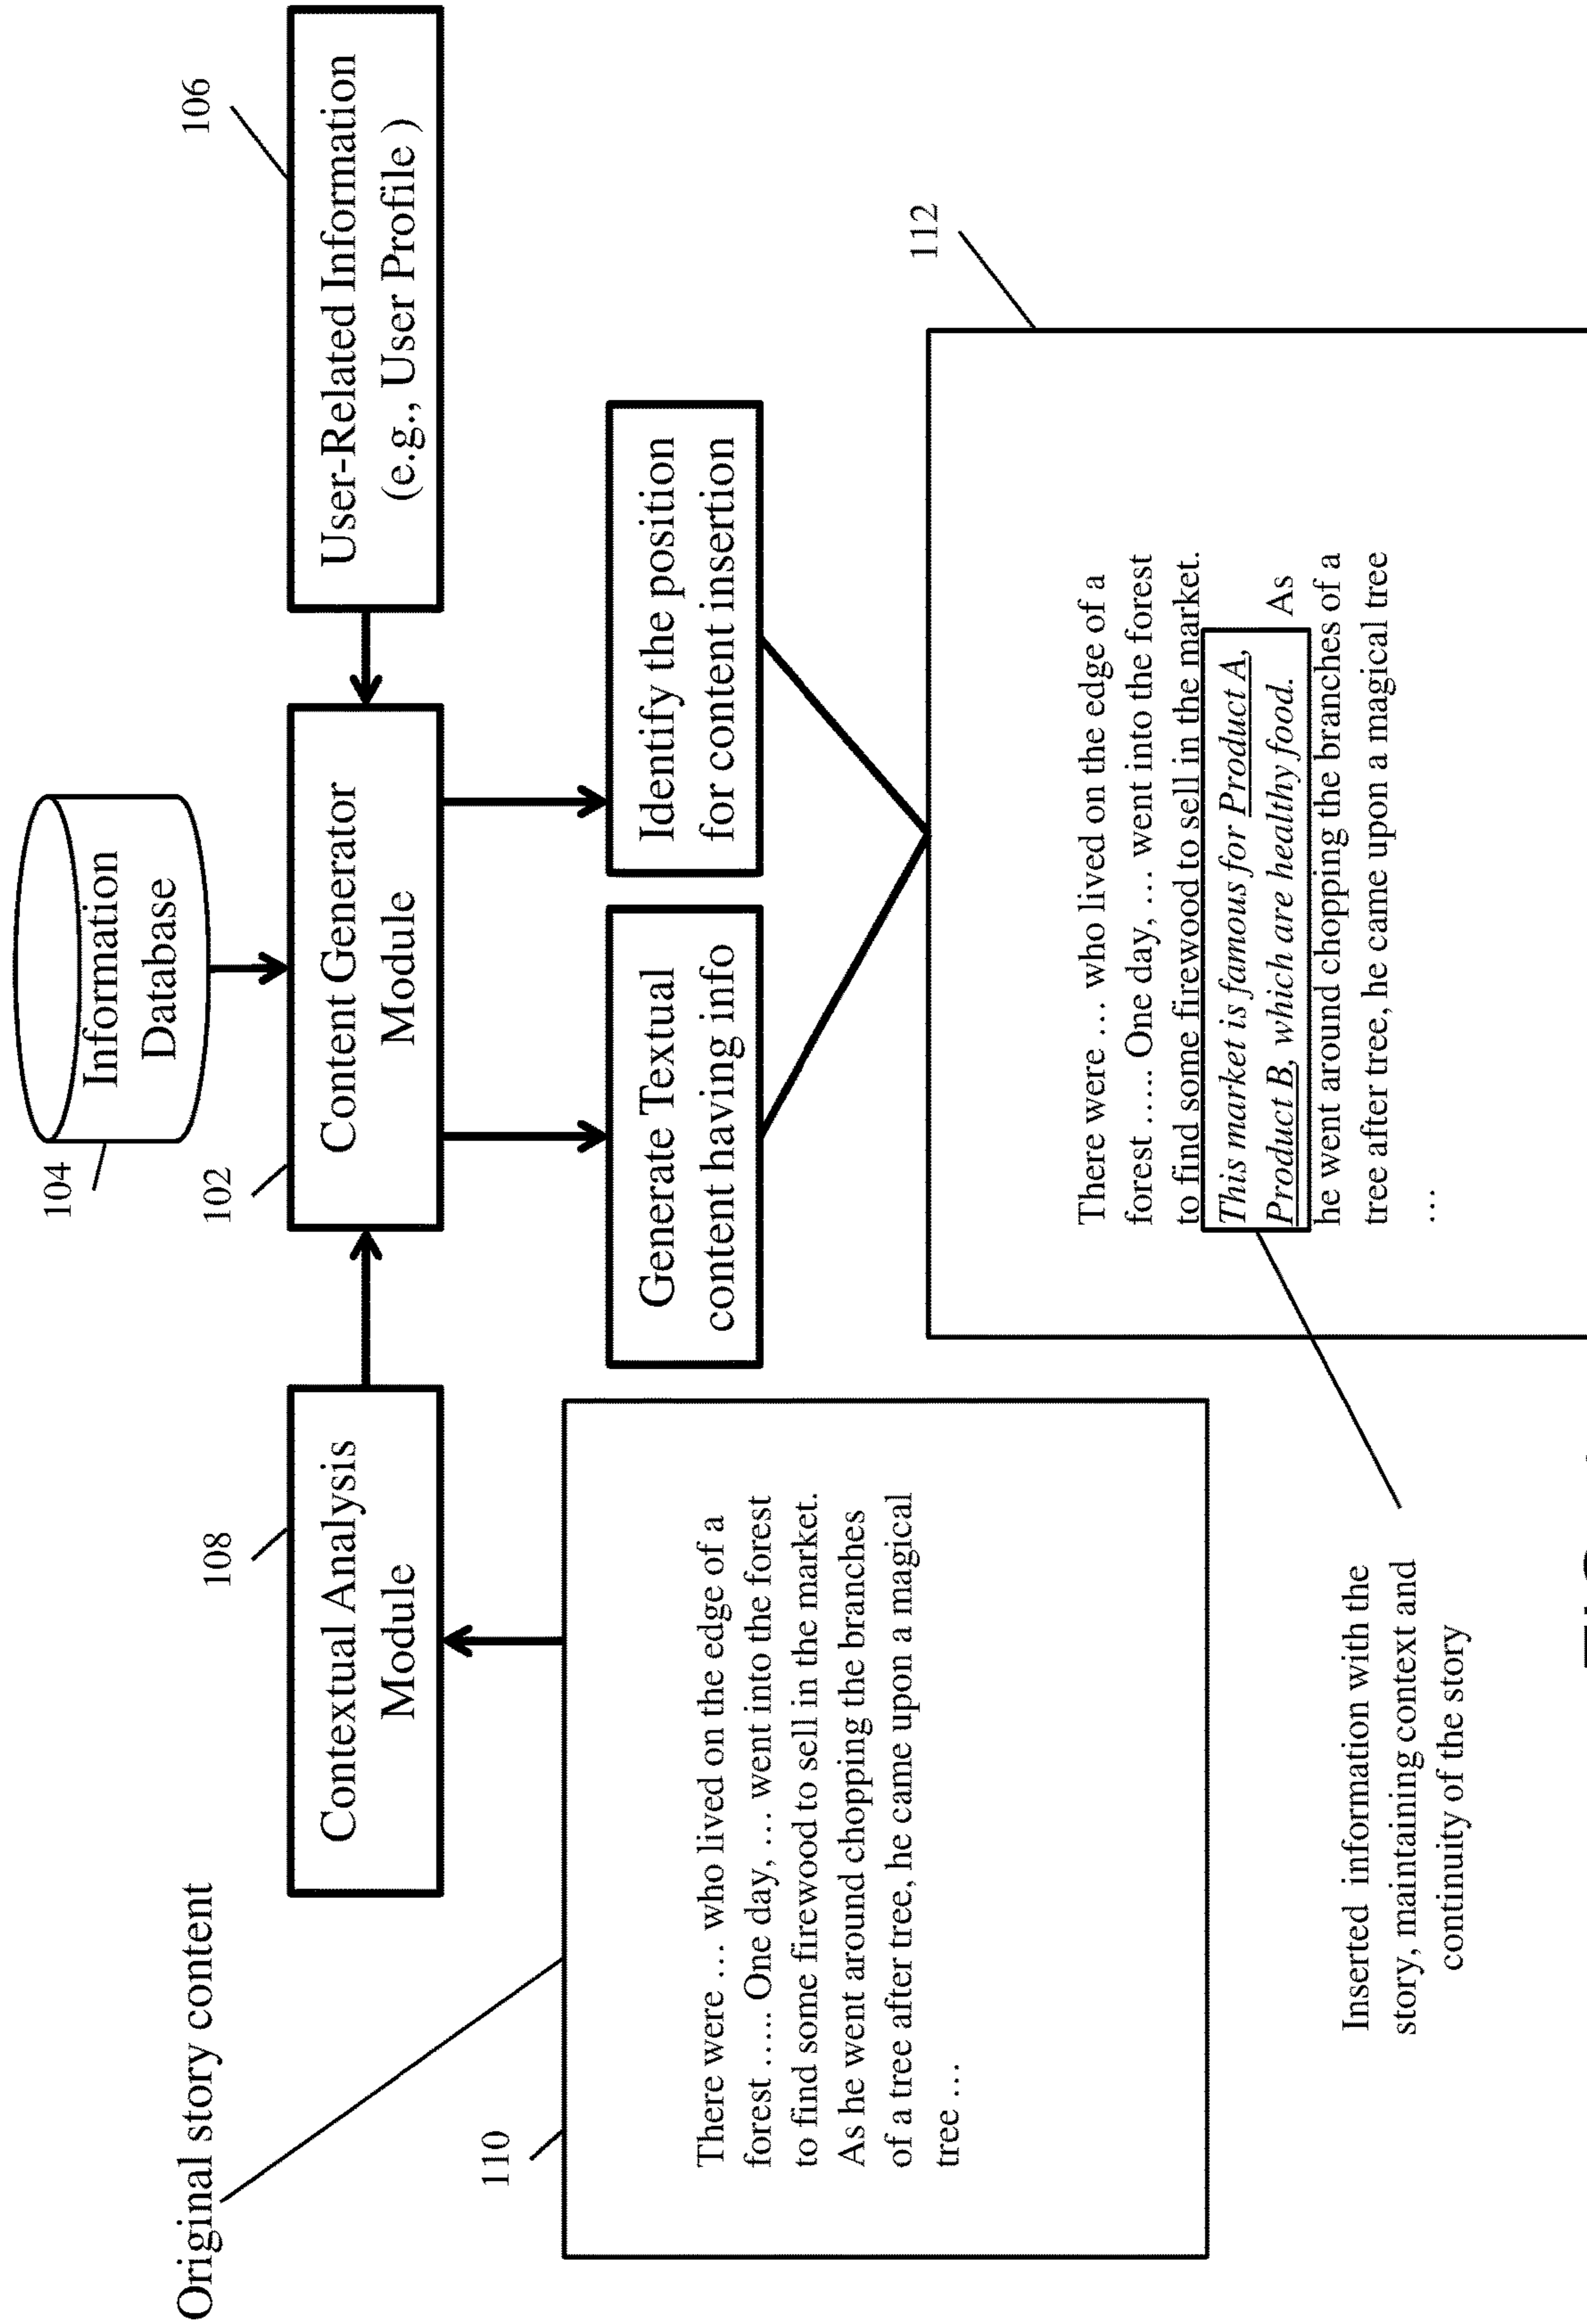 104
Information
Database
106
User-Related Information
(e.g., User Profile )
102
Content Generator
Module
108
Contextual Analysis
Module
Original story content
110
There were … who lived on the edge of a
forest ….. One day, … went into the forest
to find some firewood to sell in the market.
As he went around chopping the branches
of a tree after tree, he came upon a magical
tree …
Generate Textual
content having info
Identify the position
for content insertion
112
There were … who lived on the edge of a
forest ….. One day, … went into the forest
to find some firewood to sell in the market.
This market is famous for Product A,
Product B, which are healthy food. As
he went around chopping the branches of a
tree after tree, he came upon a magical tree
…
Inserted information with the
story, maintaining context and
continuity of the story